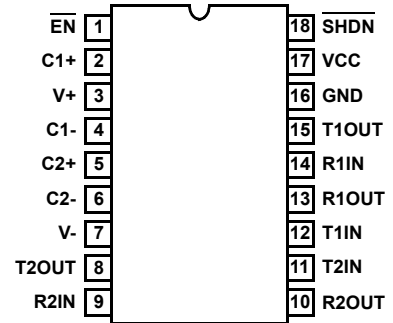 EN 1 18 SHDN
C1+ 2 17 VCC
V+ 3 16 GND
C1- 4 15 T1OUT
C2+ 5 14 R1IN
C2- 6 13 R1OUT
V- 7 12 T1IN
T2OUT 8 11 T2IN
R2IN 9 10 R2OUT